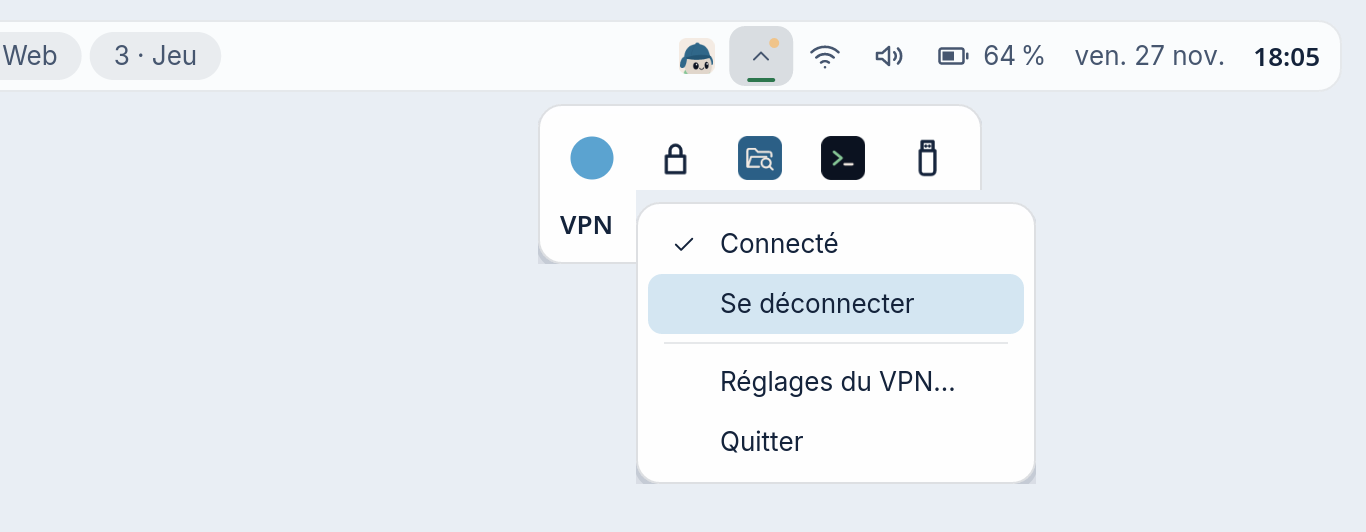 Web
3 · Jeu
64 %
ven. 27 nov.
18:05
VPN
Connecté
Se déconnecter
Réglages du VPN...
Quitter